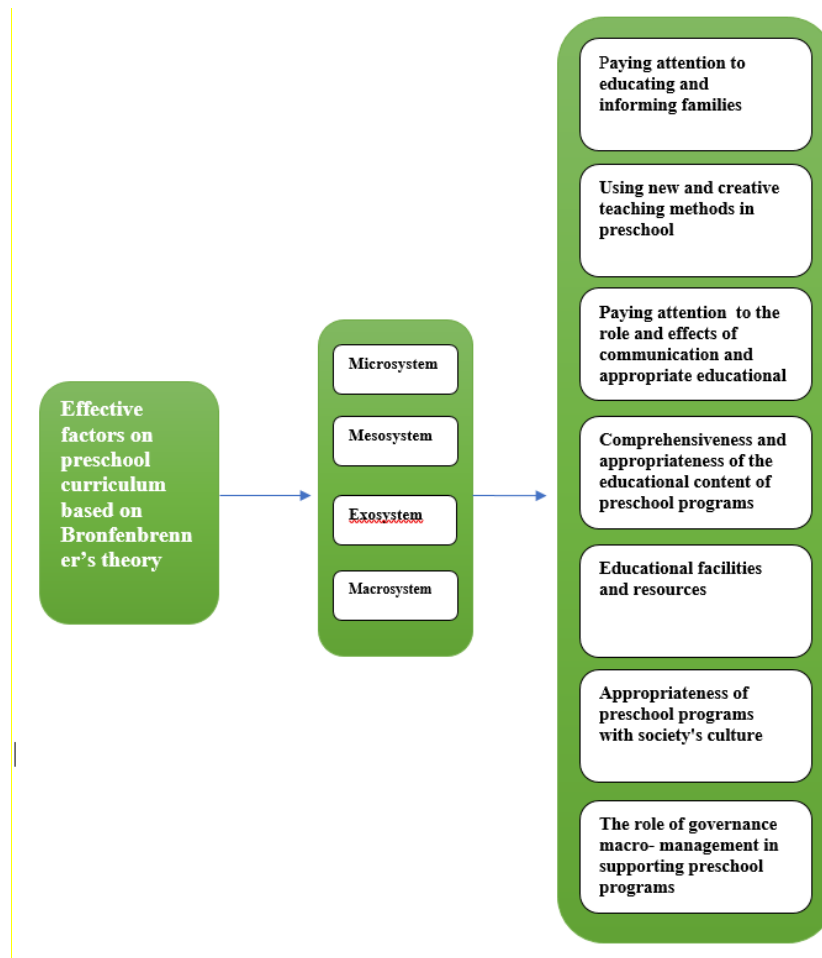 Effective
factors on
preschool
curriculum
based on
Bronfenbrenn
er’s theory
Microsystem
Mesosystem
Exosystem
Macrosystem
Paying attention to
educating and
informing families
Using new and creative
teaching methods in
preschool
Paying attention  to the
role and effects of
communication and
appropriate educational
Comprehensiveness and
appropriateness of the
educational content of
preschool programs
Educational facilities
and resources
Appropriateness of
preschool programs
with society's culture
The role of governance
macro- management in
supporting preschool
programs